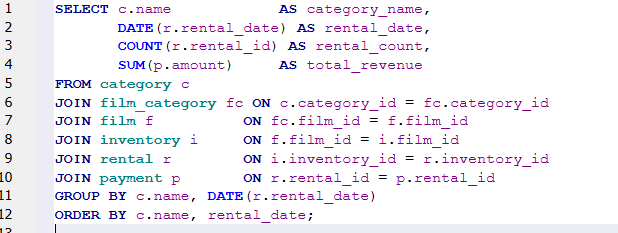 1 SELECT c.name AS category_name,
2 DATE(r.rental_date) AS rental_date,
3 COUNT(r.rental_id) AS rental_count,
4 SUM(p.amount) AS total_revenue
5 FROM category c
6 JOIN film_category fc ON c.category_id = fc.category_id
7 JOIN film f ON fc.film_id = f.film_id
8 JOIN inventory i ON f.film_id = i.film_id
9 JOIN rental r ON i.inventory_id = r.inventory_id
10 JOIN payment p ON r.rental_id = p.rental_id
11 GROUP BY c.name, DATE(r.rental_date)
12 ORDER BY c.name, rental_date;
13